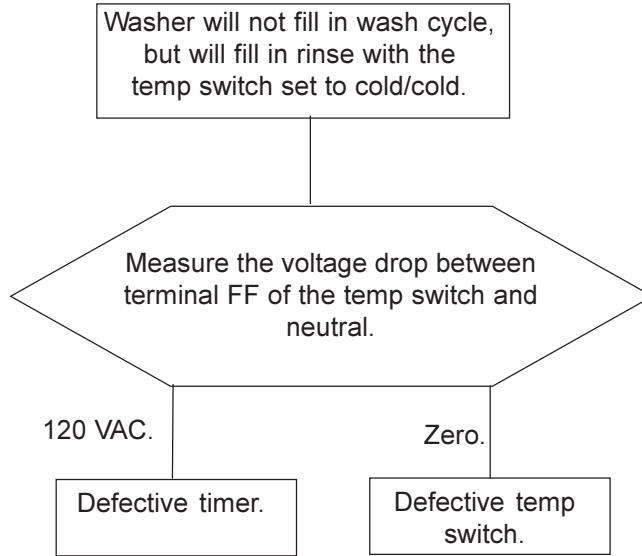 Washer will not fill in wash cycle,
but will fill in rinse with the
temp switch set to cold/cold.
Measure the voltage drop between
terminal FF of the temp switch and
neutral.
120 VAC.
Zero.
Defective timer.
Defective temp
switch.